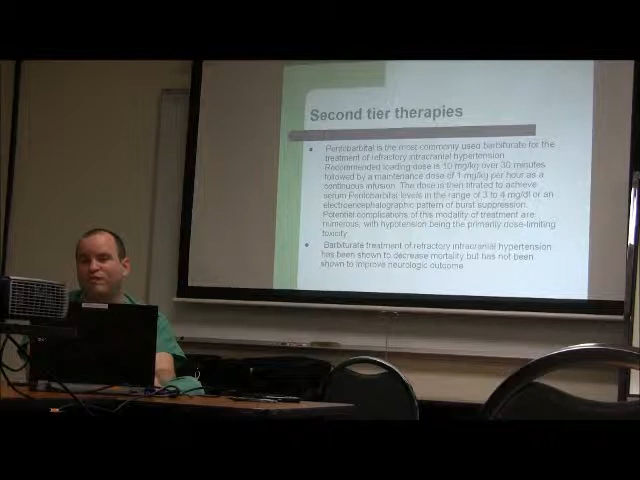 Second tier therapies
Pentobarbital is the most commonly used barbiturate for the
treatment of refractory intracranial hypertension
Recommended loading dose is 10 mg/kg over 30 minutes
followed by a maintenance dose of 1 mg/kg per hour as a
continuous infusion. The dose is then titrated to achieve
serum Pentobarbital levels in the range of 3 to 4 mg/dl or an
electroencephalographic pattern of burst suppression.
Potential complications of this modality of treatment are
numerous, with hypotension being the primarily dose-limiting
toxicity
Barbiturate treatment of refractory intracranial hypertension
has been shown to decrease mortality but has not been
shown to improve neurologic outcome